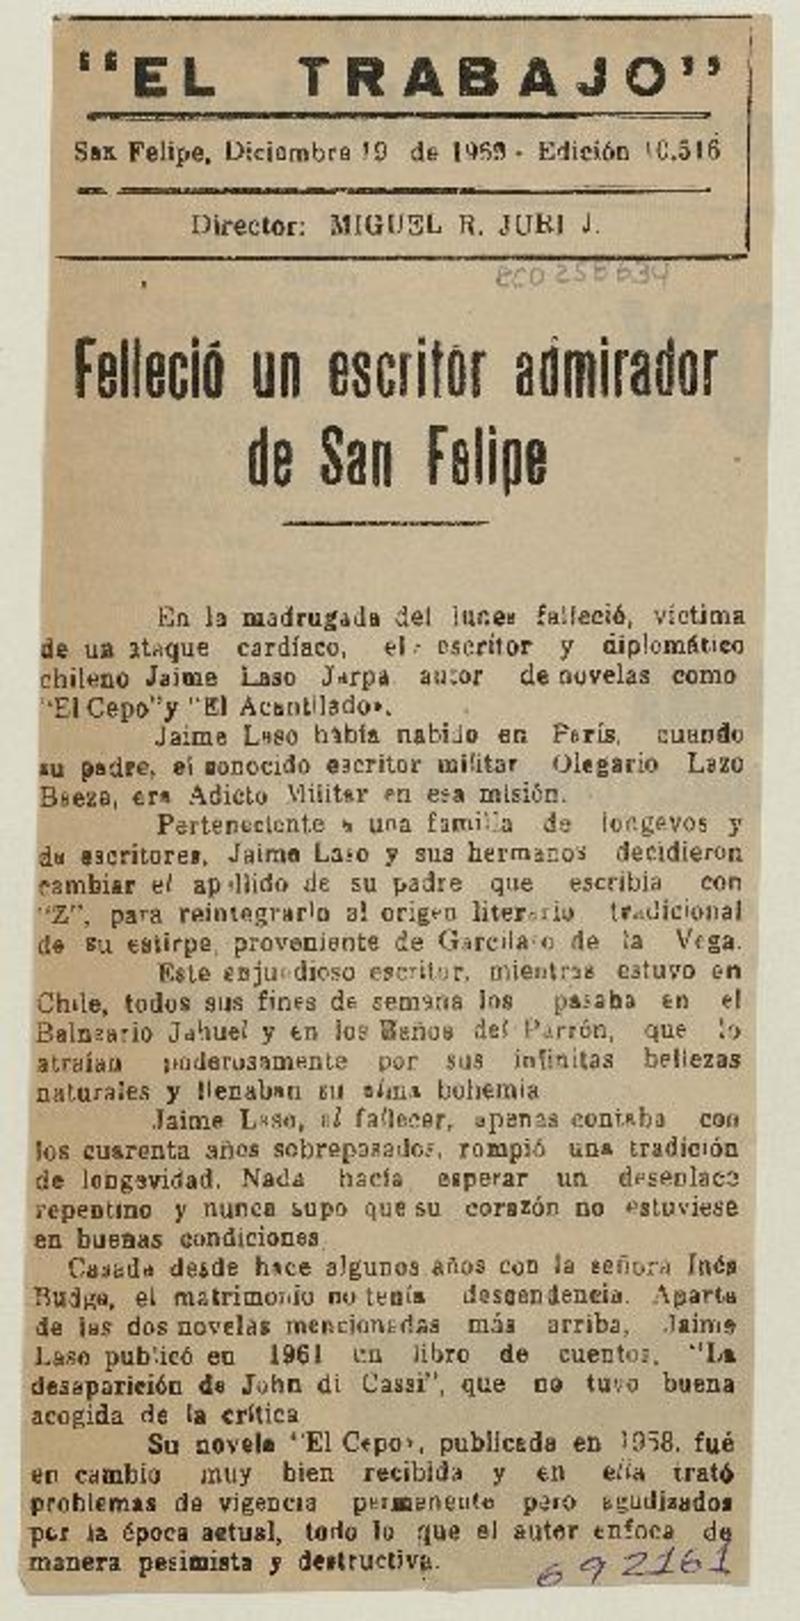 "EL TRABAJO"
San Felipe, Diciembre 19 de 1969 - Edición 10.516
Director: MIGUEL R. JURI J.
BCO 256634
Felleció un escritor admirador
de San Felipe
En la madrugada del lunes falleció, víctima
de un ataque cardíaco, el escritor y diplomático
chileno Jaime Laso Jarpa autor de novelas como
"El Cepo" y "El Acantilado".
Jaime Laso había nabido en París, cuando
su padre, el conocido escritor militar Olegario Lazo
Baeza, era Adicto Militar en esa misión.
Perteneciente a una familia de longevos y
de escritores, Jaime Laso y sus hermanos decidieron
cambiar el apellido de su padre que escribía con
"Z", para reintegrarlo al origen literario tradicional
de su estirpe, proveniente de Garcilaso de la Vega.
Este enjundioso escritor, mientras estuvo en
Chile, todos sus fines de semana los pasaba en el
Balneario Jahuel y en los Baños del Parrón, que lo
atraían poderosamente por sus infinitas bellezas
naturales y llenaban su alma bohemia
Jaime Laso, al fallecer, apenas contaba con
los cuarenta años sobrepasados, rompió una tradición
de longevidad. Nada hacía esperar un desenlace
repentino y nunca supo que su corazón no estuviese
en buenas condiciones
Casada desde hace algunos años con la señora Inés
Budge, el matrimonio no tenía descendencia. Aparte
de las dos novelas mencionadas más arriba, Jaime
Laso publicó en 1961 un libro de cuentos, "La
desaparición de John di Cassi", que no tuvo buena
acogida de la crítica
Su novela "El Cepo", publicada en 1958, fué
en cambio muy bien recibida y en ella trató
problemas de vigencia permanente pero agudizados
por la época actual, todo lo que el autor enfoca de
manera pesimista y destructiva.
692161